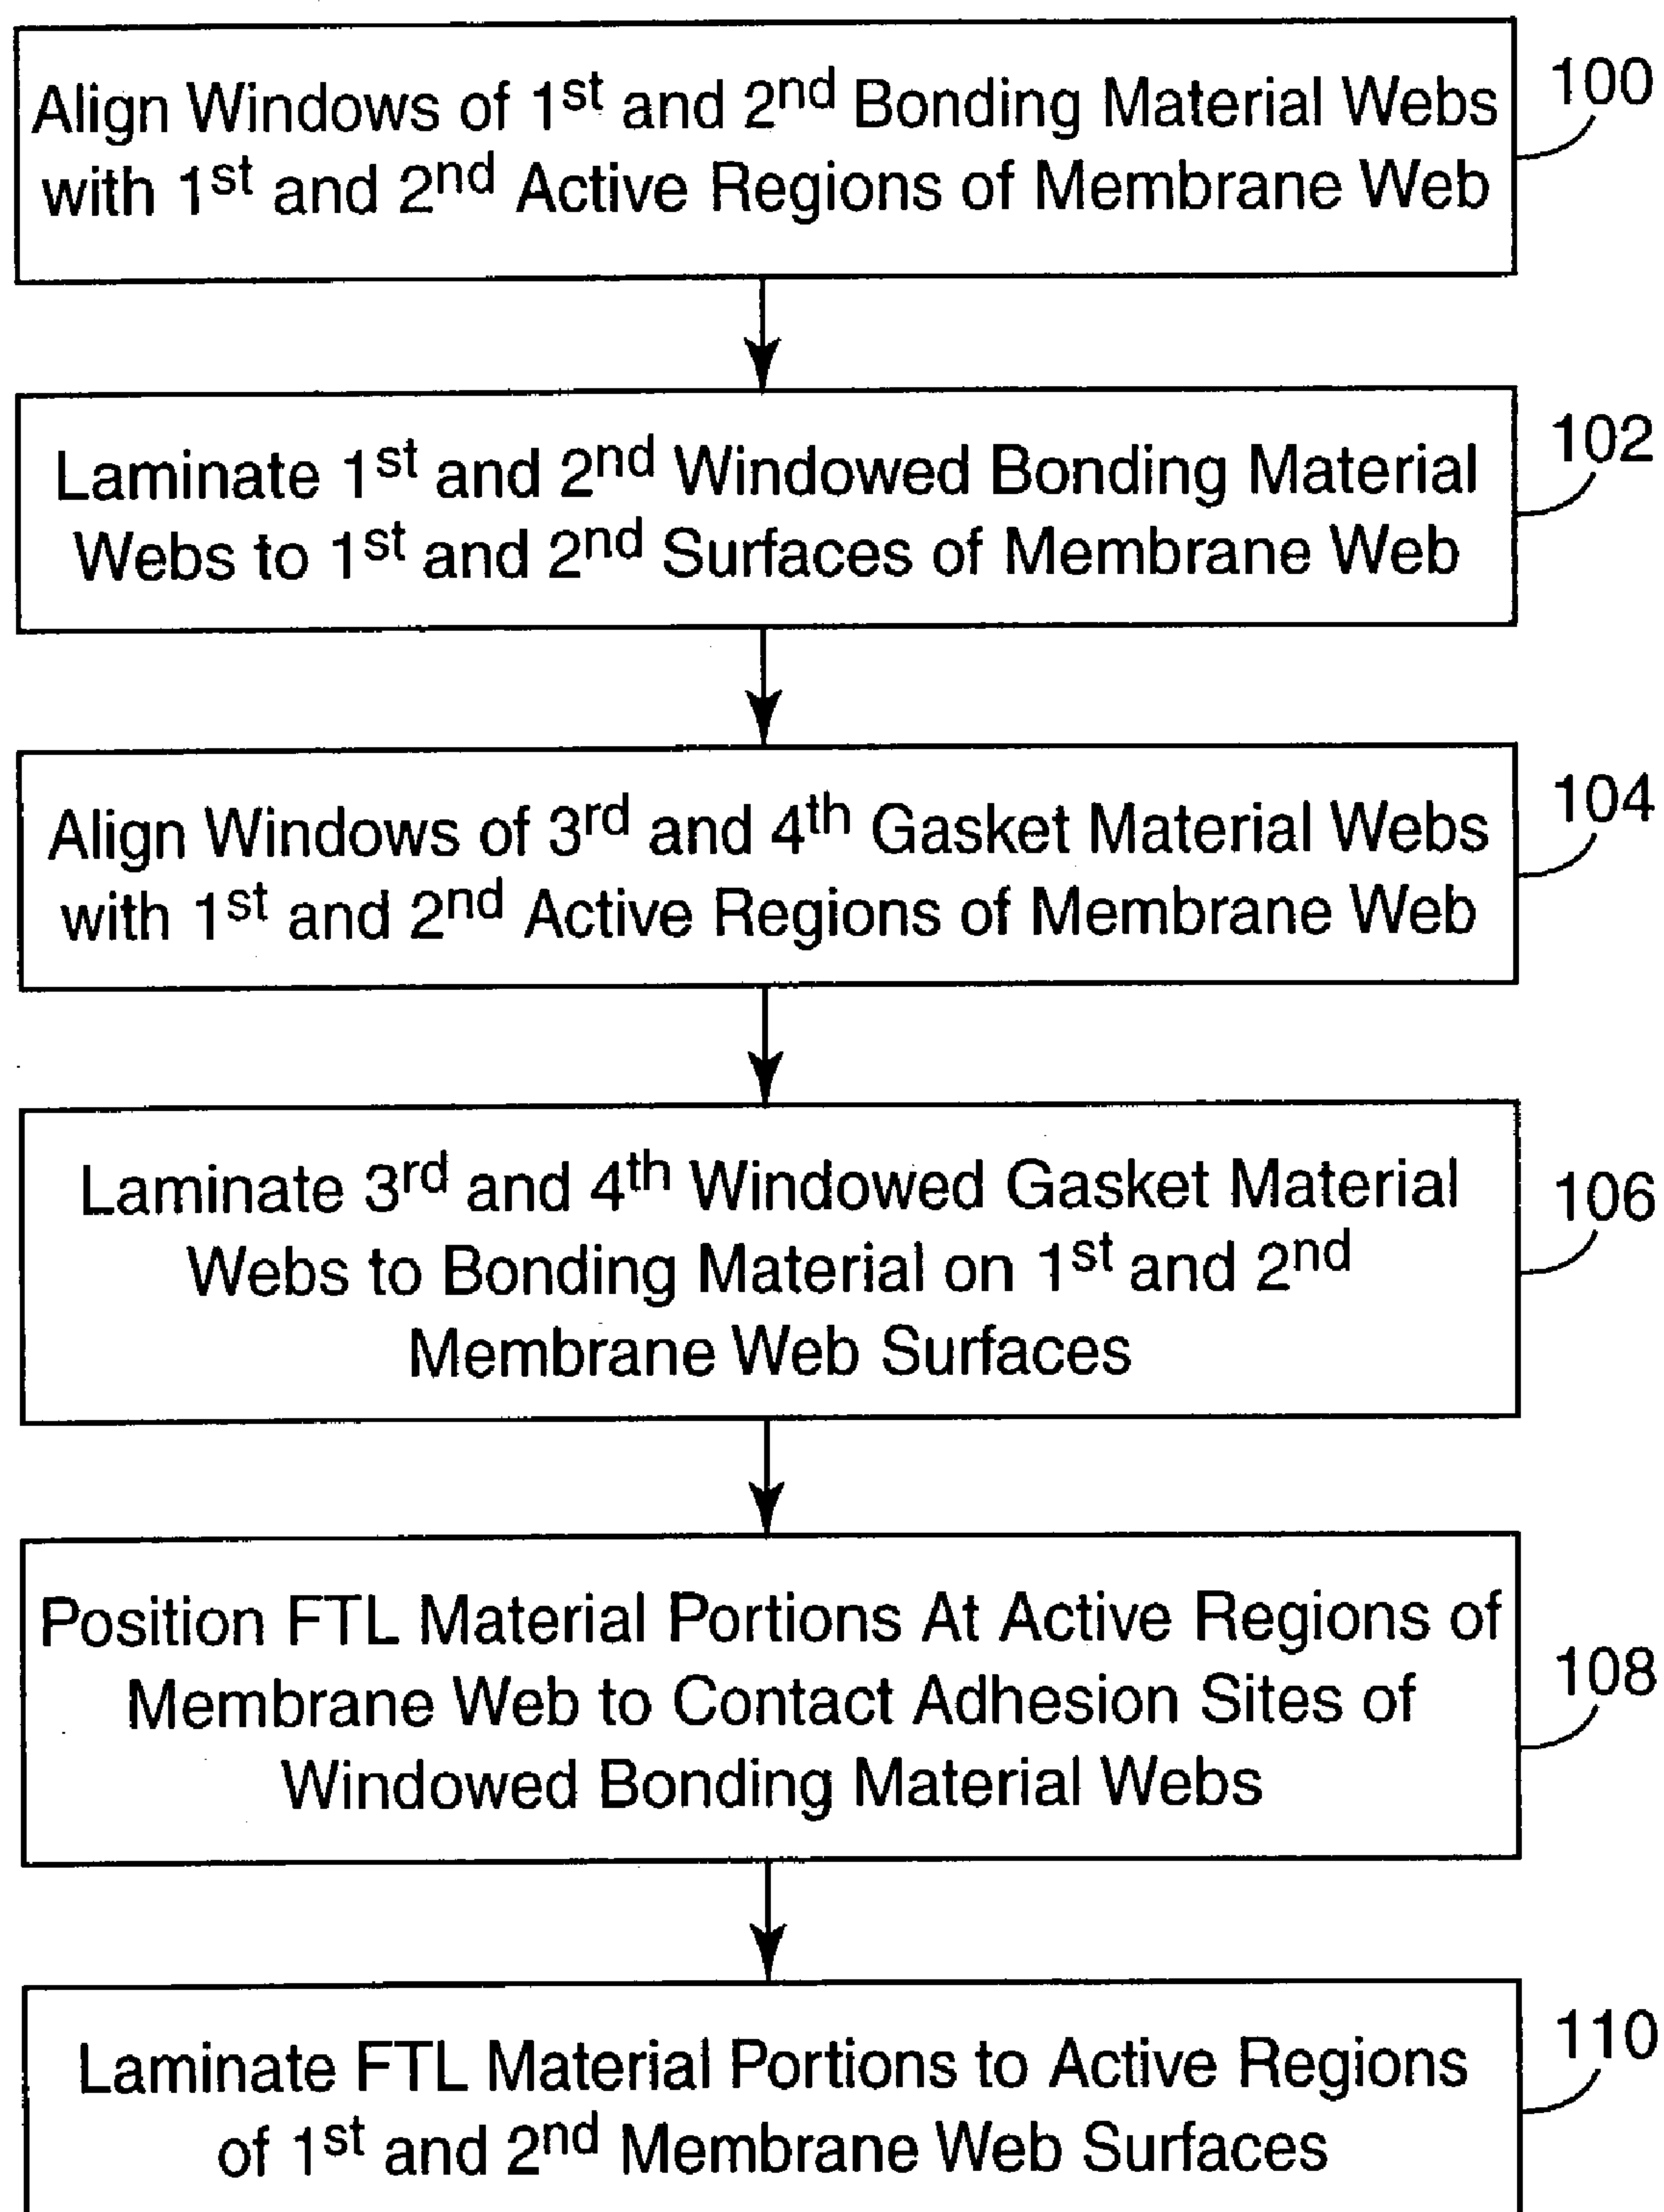 Align Windows of 1st and 2nd Bonding Material Webs
with 1st and 2nd Active Regions of Membrane Web
100
Laminate 1st and 2nd Windowed Bonding Material
Webs to 1st and 2nd Surfaces of Membrane Web
102
Align Windows of 3rd and 4th Gasket Material Webs
with 1st and 2nd Active Regions of Membrane Web
104
Laminate 3rd and 4th Windowed Gasket Material
Webs to Bonding Material on 1st and 2nd
Membrane Web Surfaces
106
Position FTL Material Portions At Active Regions of
Membrane Web to Contact Adhesion Sites of
Windowed Bonding Material Webs
108
Laminate FTL Material Portions to Active Regions
of 1st and 2nd Membrane Web Surfaces
110